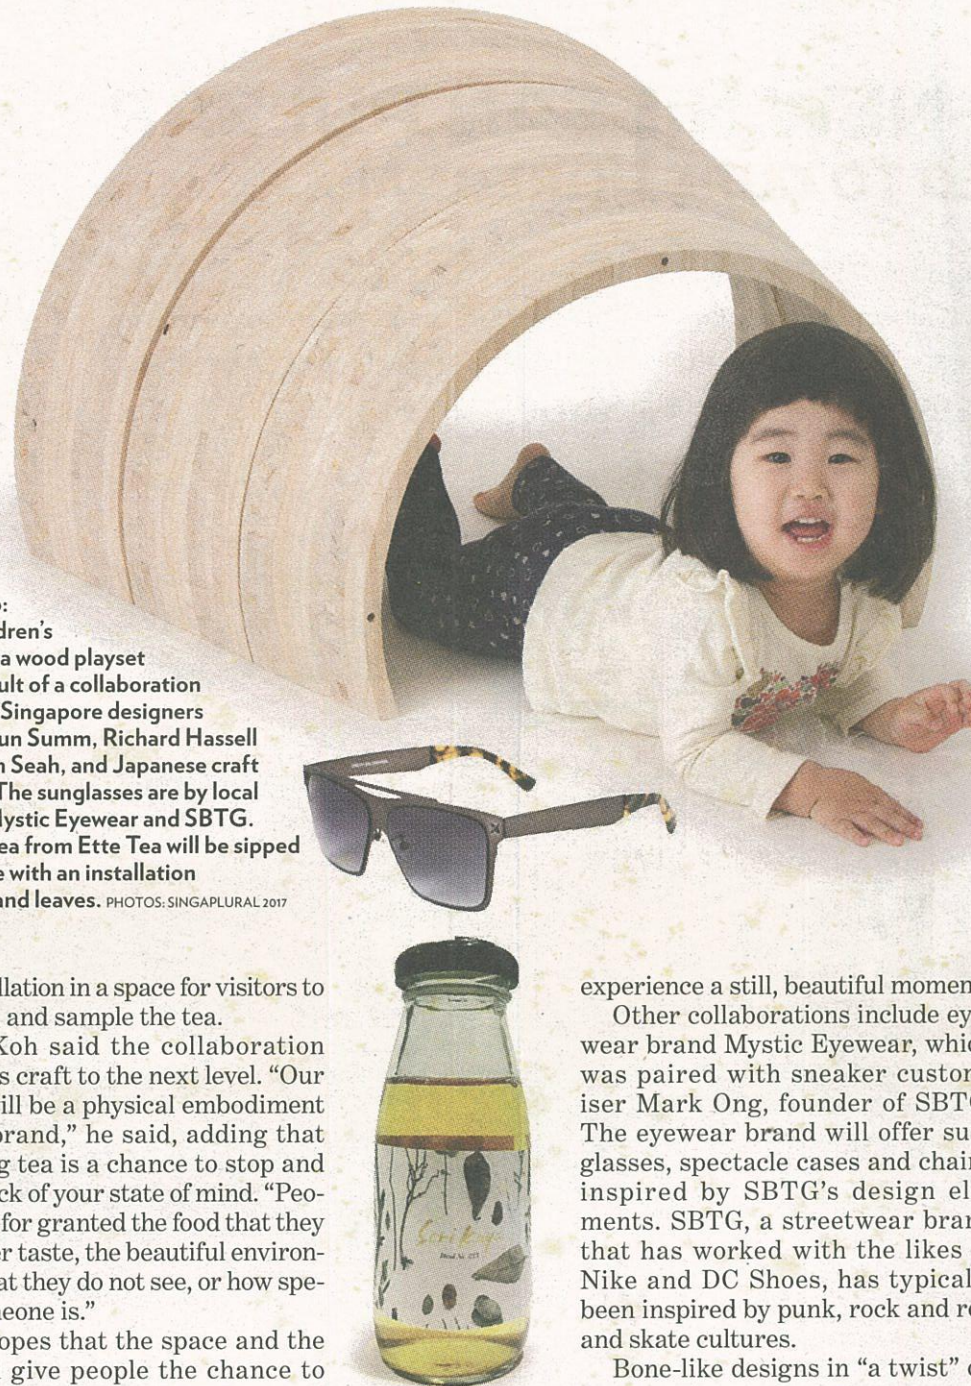 dren's
a wood playset
ult of a collaboration
Singapore designers
un Summ, Richard Hassell
n Seah, and Japanese craft
The sunglasses are by local
Mystic Eyewear and SBTG.
ea from Ette Tea will be sipped
e with an installation
and leaves. PHOTOS: SINGAPLURAL 2017
llation in a space for visitors to
and sample the tea.
Koh said the collaboration
s craft to the next level. “Our
ill be a physical embodiment
brand,” he said, adding that
g tea is a chance to stop and
ck of your state of mind. “Peo-
for granted the food that they
er taste, the beautiful environ-
at they do not see, or how spe-
meone is.”
opes that the space and the
give people the chance to
experience a still, beautiful momen
Other collaborations include ey
wear brand Mystic Eyewear, whic
was paired with sneaker custom
iser Mark Ong, founder of SBTG
The eyewear brand will offer su
glasses, spectacle cases and chain
inspired by SBTG’s design el
ments. SBTG, a streetwear bran
that has worked with the likes
Nike and DC Shoes, has typical
been inspired by punk, rock and ro
and skate cultures.
Bone-like designs in “a twist” o